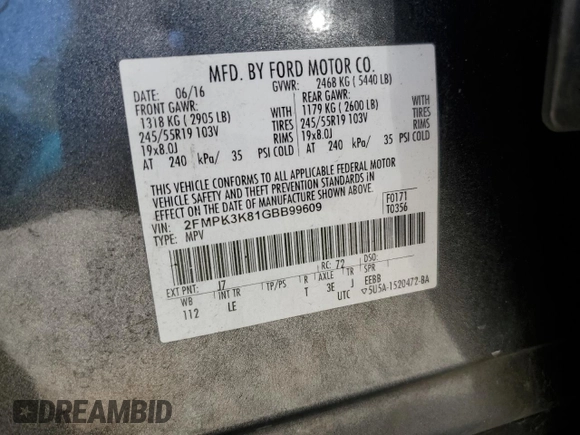 MFD. BY FORD MOTOR CO.
DATE: 06/16 GVWR: 2468 KG ( 5440 LB)
FRONT GAWR: REAR GAWR:
1318 KG ( 2905 LB) WITH 1179 KG ( 2600 LB) WITH
245/55R19 103V TIRES 245/55R19 103V TIRES
19x8.0J RIMS 19x8.0J RIMS
AT 240 kPa/ 35 PSI COLD AT 240 kPa/ 35 PSI COLD
THIS VEHICLE CONFORMS TO ALL APPLICABLE FEDERAL MOTOR
VEHICLE SAFETY AND THEFT PREVENTION STANDARDS IN
EFFECT ON THE DATE OF MANUFACTURE SHOWN ABOVE.
VIN: 2FMPK3K81GBB99609 F0171
TYPE: MPV T0356
EXT PNT: J7 RC: 72 DSO:
WB INT TR TP/PS R AXLE TR SPR
112 LE T 3E J EEBB
UTC ▽5U5A-1520472-BA
DREAMBID